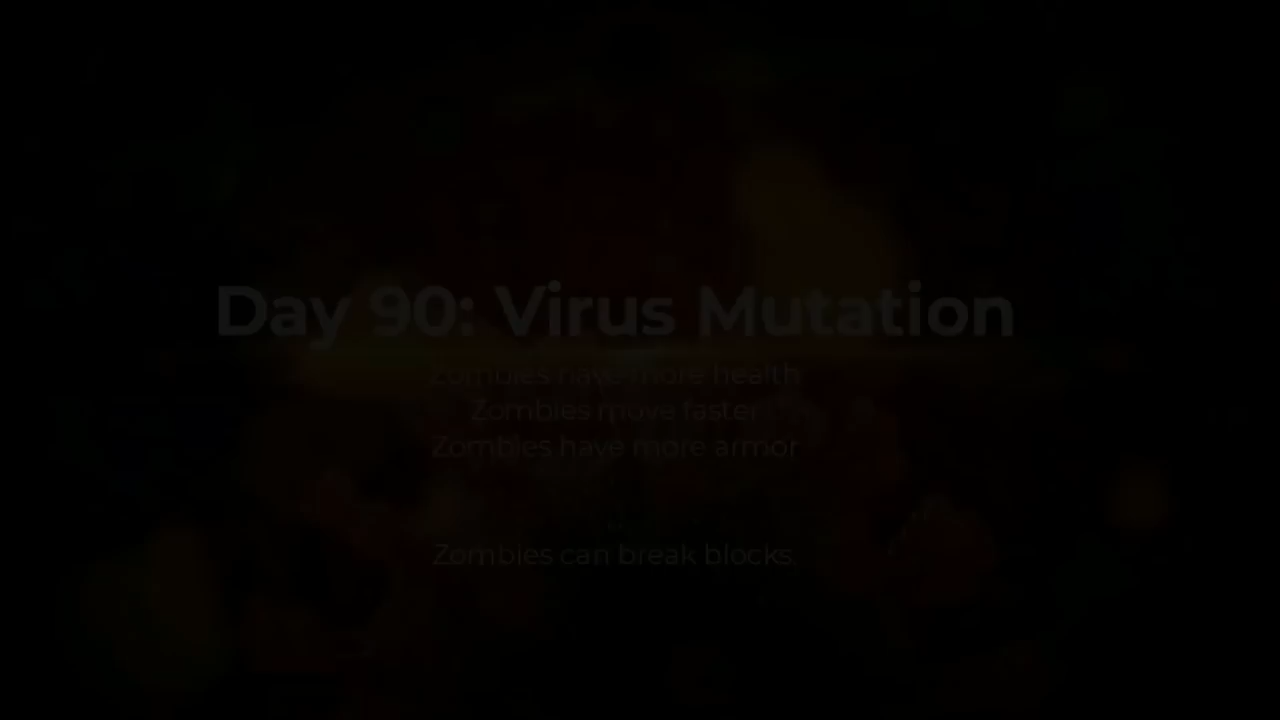 Day 90: Virus Mutation
Zombies have more health
Zombies move faster
Zombies have more armor
Zombies can break blocks.